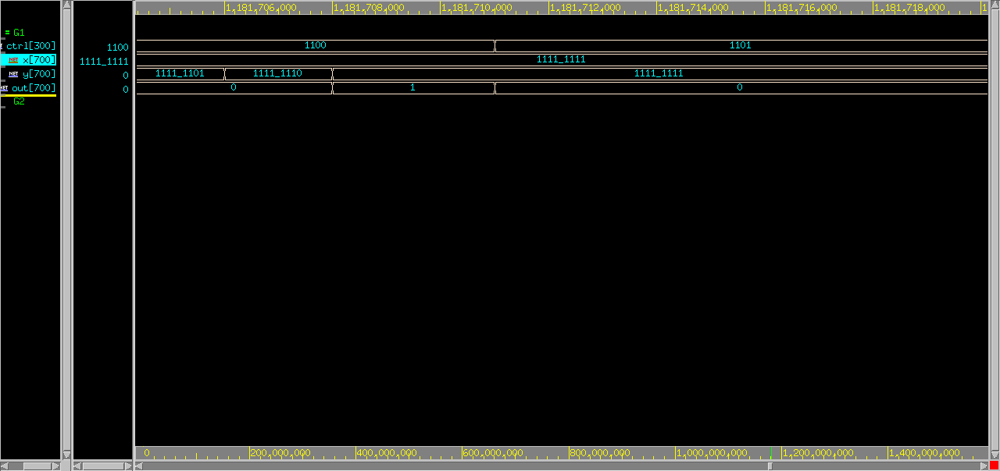 1,181,706,000 1,181,708,000 1,181,710,000 1,181,712,000 1,181,714,000 1,181,716,000 1,181,718,000
= G1
ctrl[300] 1100 1100 1101
NET x[700] 1111_1111 1111_1111
NET y[700] 0 1111_1101 1111_1110 1111_1111
NET out[700] 0 0 1 0
G2
0 200,000,000 400,000,000 600,000,000 800,000,000 1,000,000,000 1,200,000,000 1,400,000,000